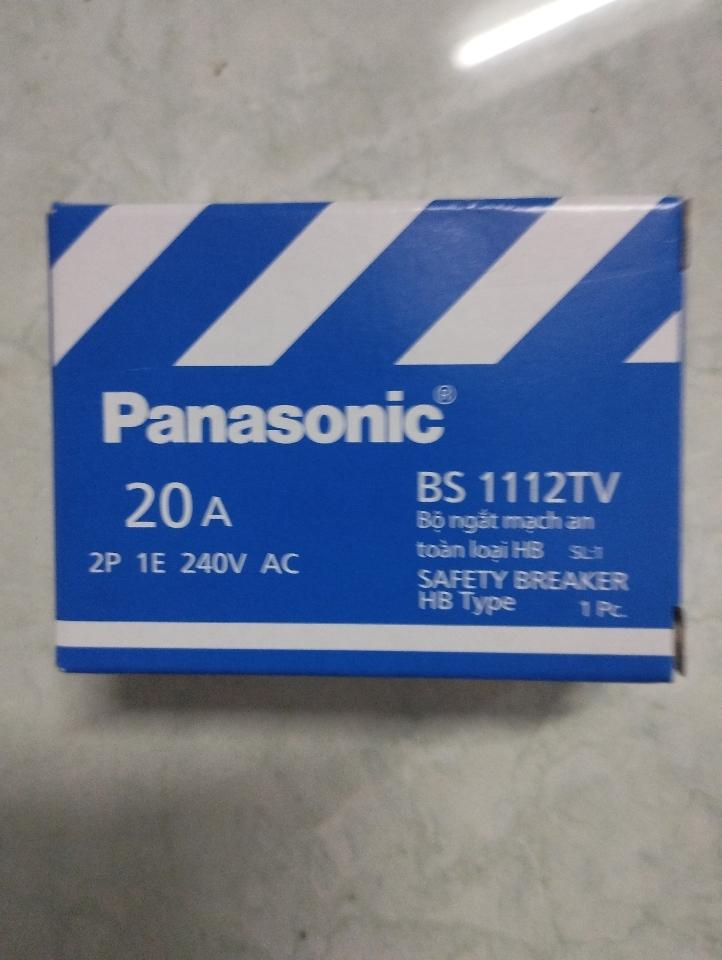 Panasonic®
20 A
2P 1E 240V AC
BS 1112TV
Bộ ngắt mạch an
toàn loại HB SL-1
SAFETY BREAKER
HB Type 1 Pc.